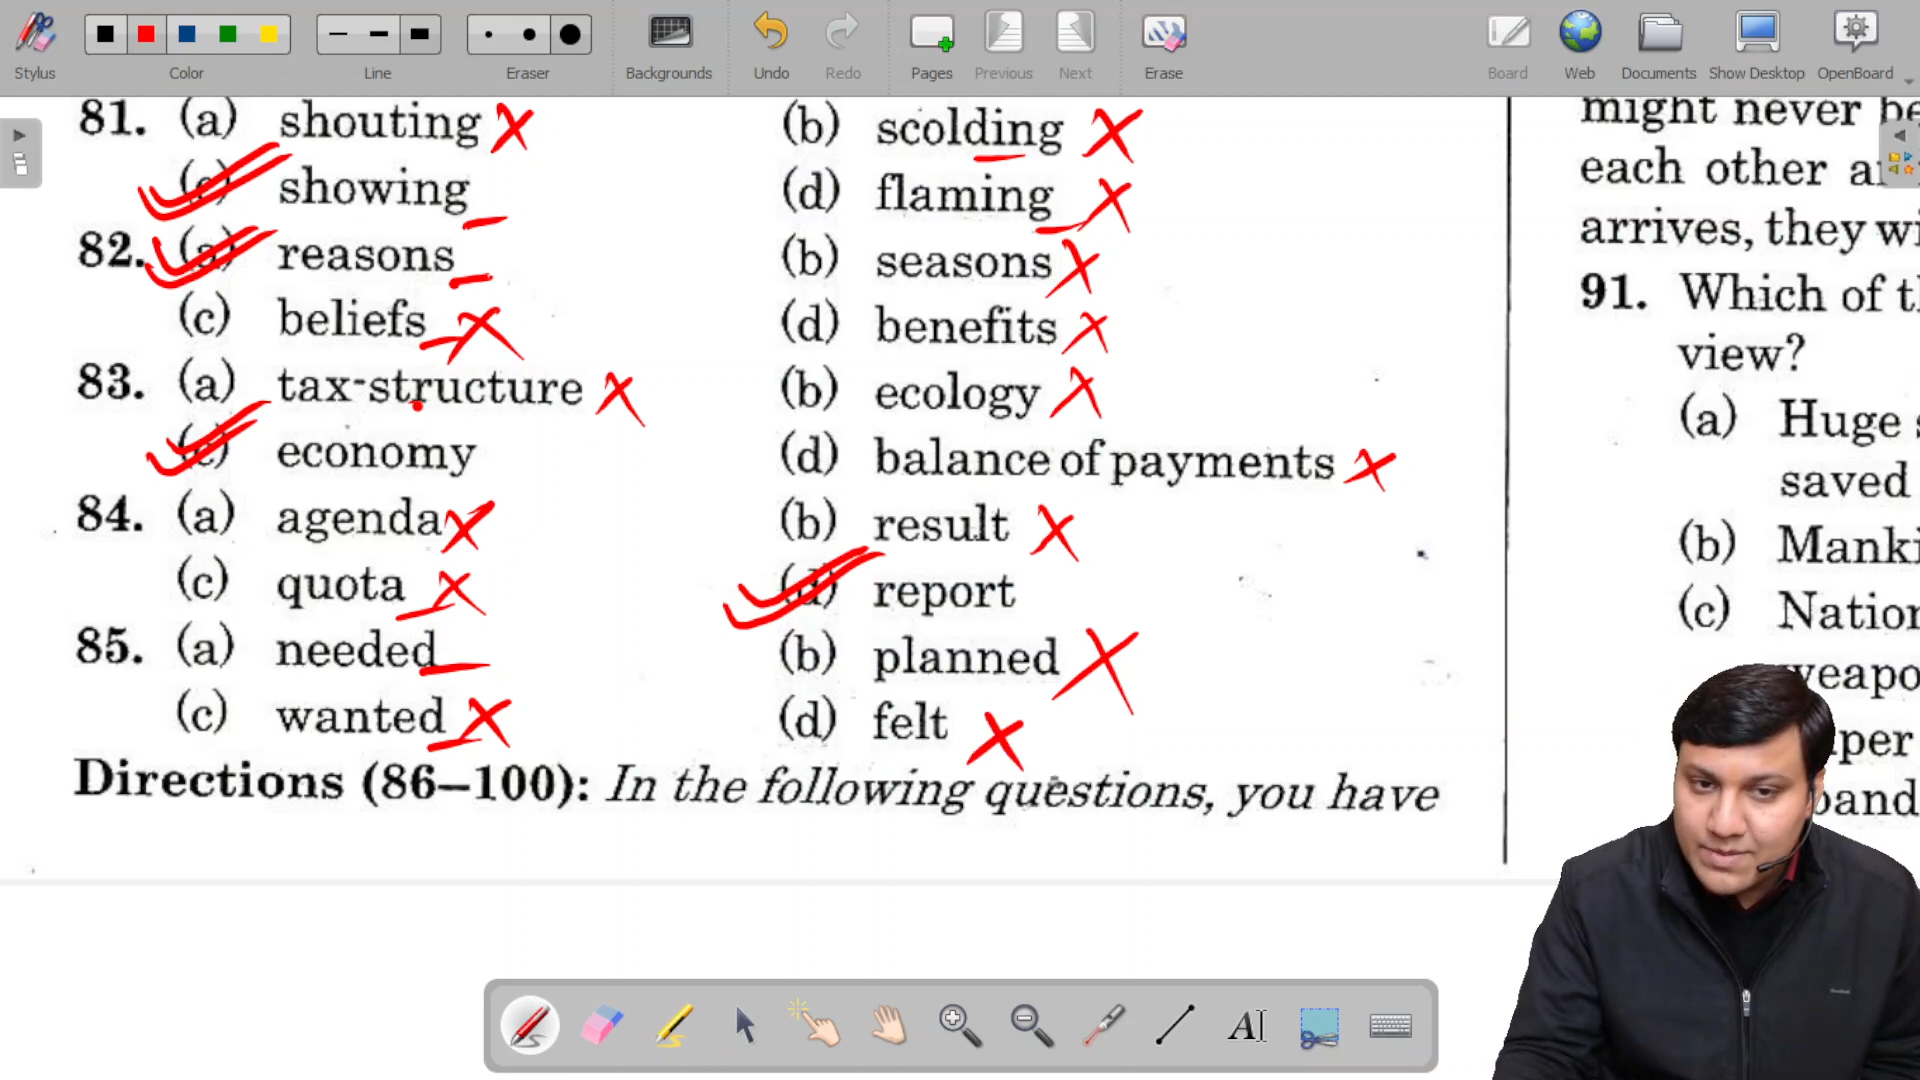 Stylus
Color
Line
Eraser
Backgrounds
Undo
Redo
Pages
Previous
Next
Erase
Board
Web
Documents
Show Desktop
OpenBoard
81. (a) shouting (b) scolding
(c) showing (d) flaming
82. (a) reasons (b) seasons
(c) beliefs (d) benefits
83. (a) tax-structure (b) ecology
(c) economy (d) balance of payments
84. (a) agenda (b) result
(c) quota (d) report
85. (a) needed (b) planned
(c) wanted (d) felt
Directions (86–100): In the following questions, you have
might never be
each other
arrives, they
91. Which of
view?
(a) Huge
saved
(b)
(c)